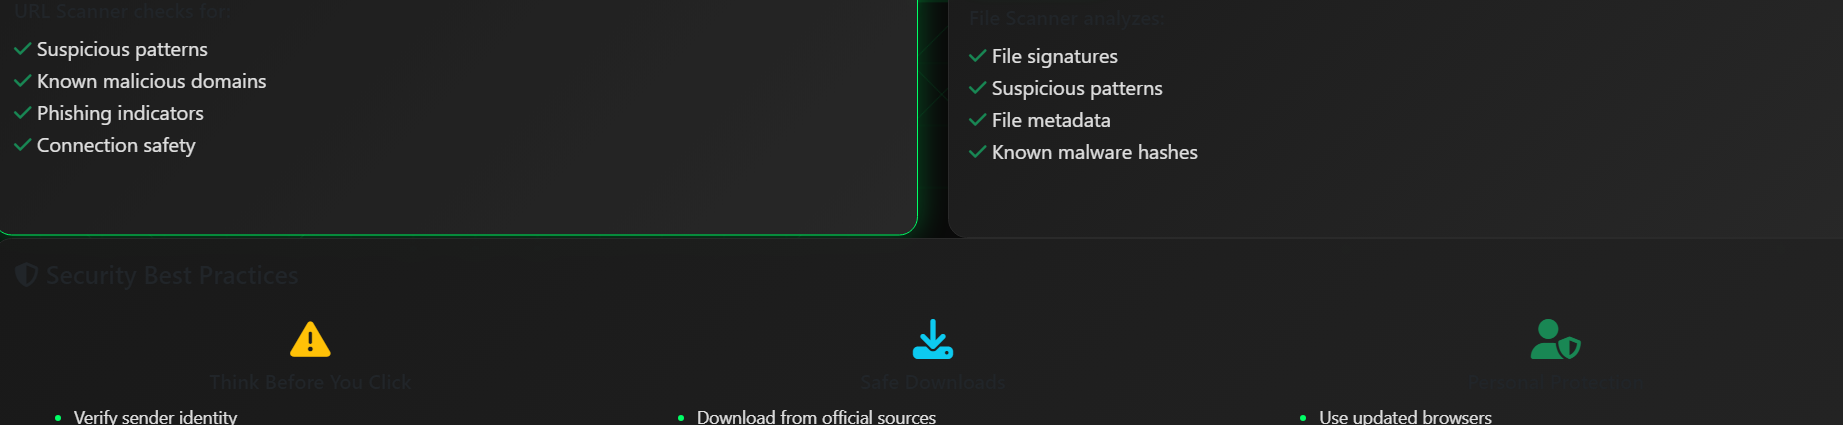 URL Scanner checks for:
Suspicious patterns
Known malicious domains
Phishing indicators
Connection safety
File Scanner analyzes:
File signatures
Suspicious patterns
File metadata
Known malware hashes
Security Best Practices
Think Before You Click
Verify sender identity
Safe Downloads
Download from official sources
Personal
Use updated browsers